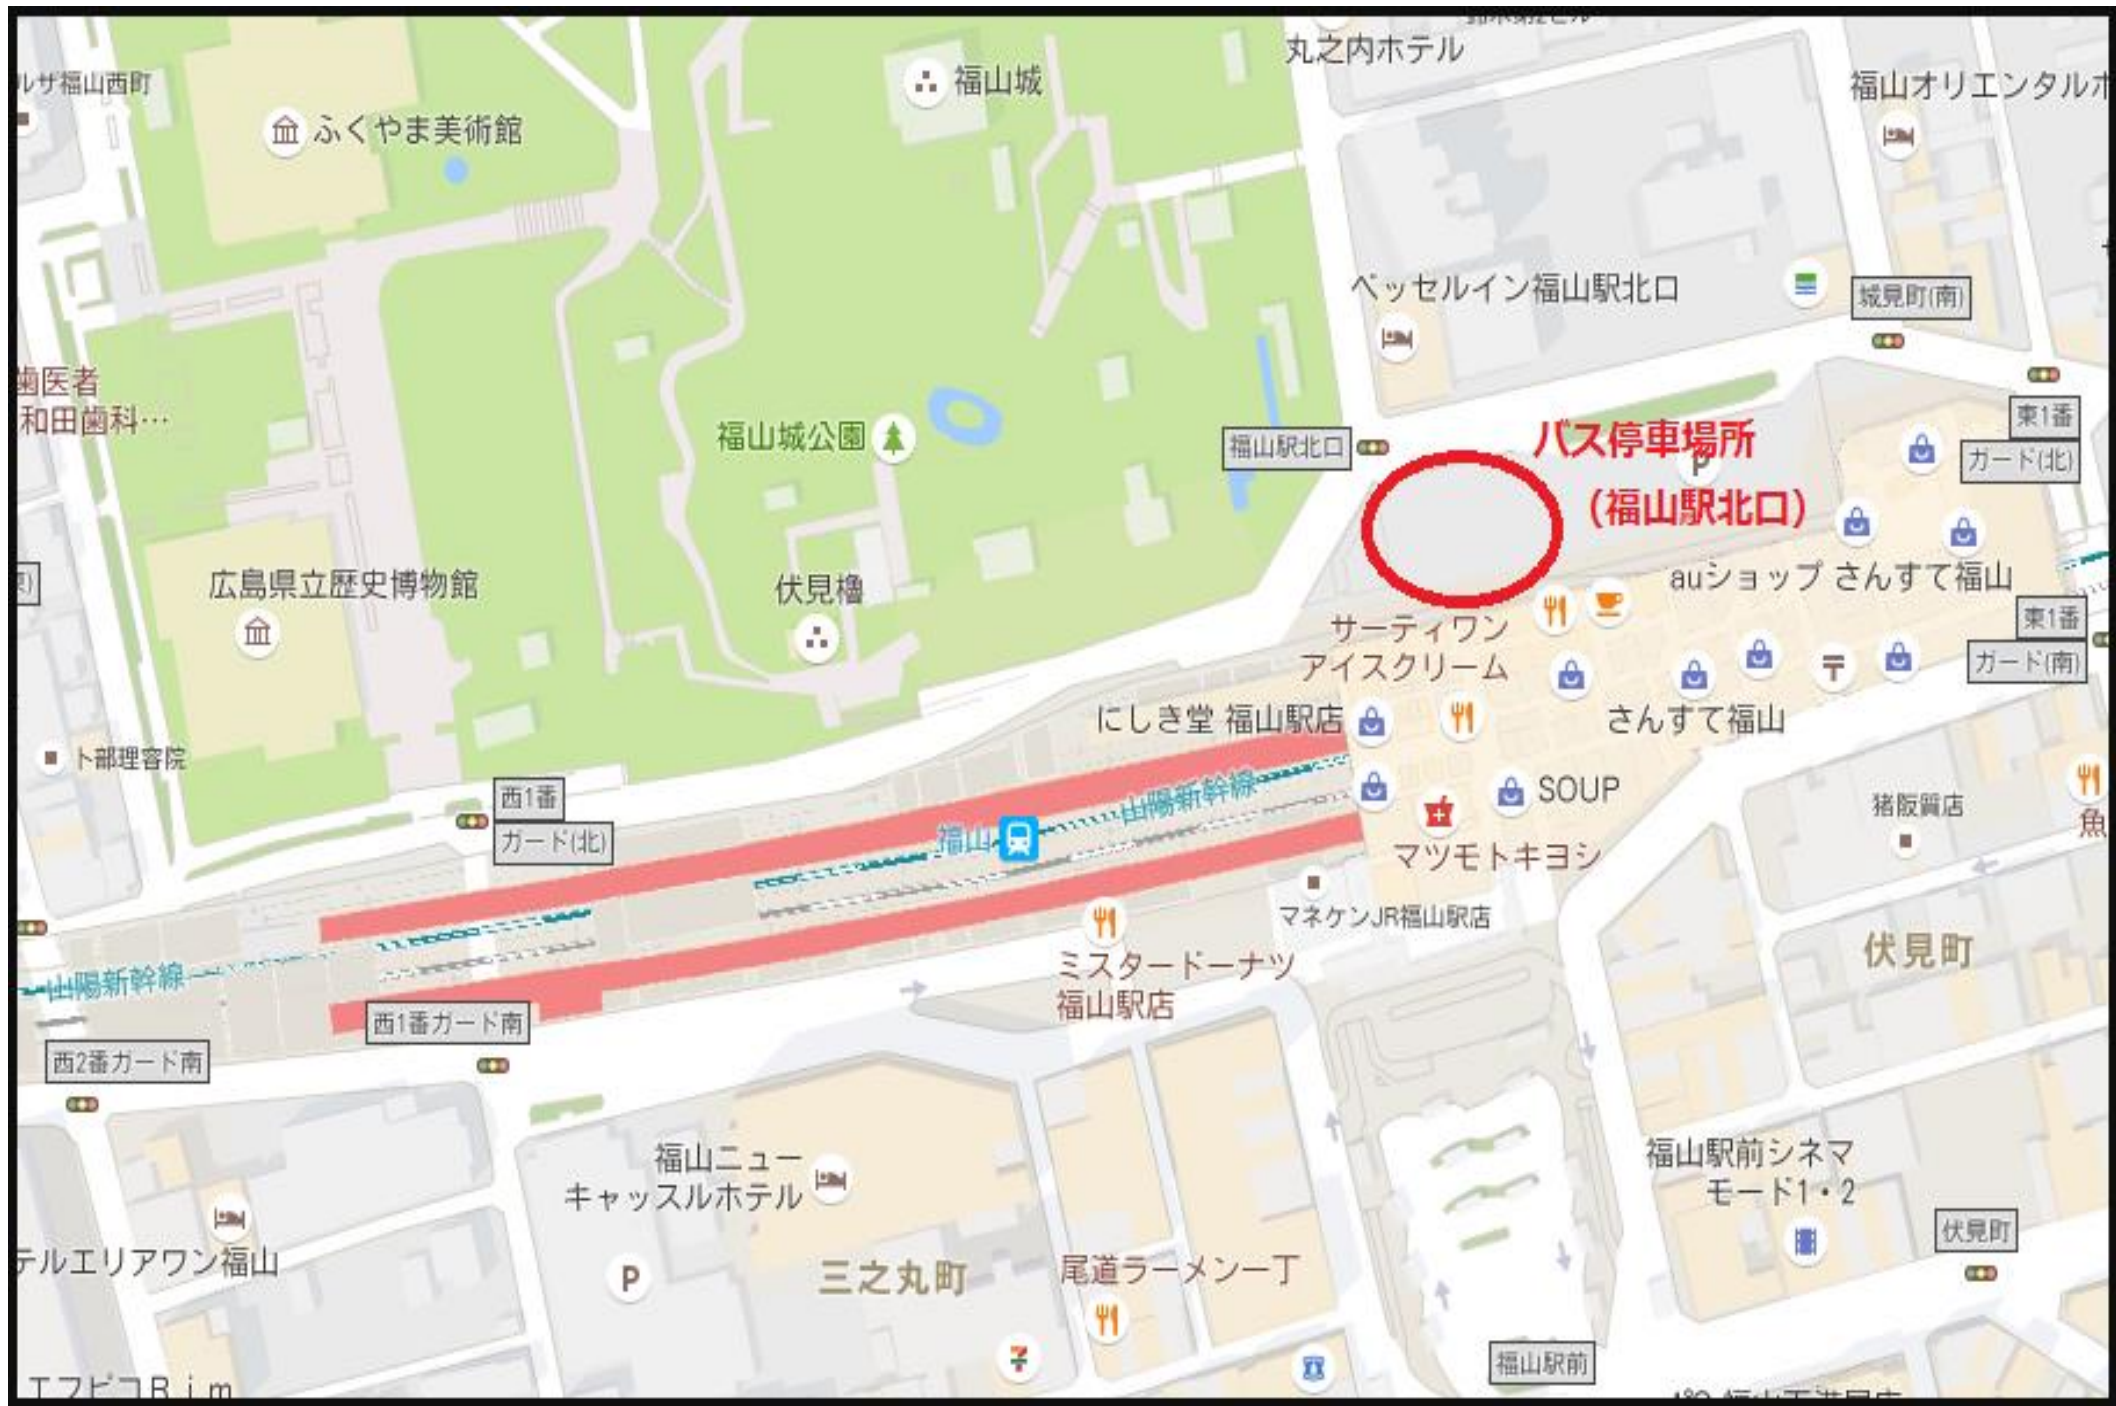 丸之内ホテル
ルザ福山西町
福山城
福山オリエンタルホ
ふくやま美術館
ベッセルイン福山駅北口
城見町(南)
歯医者
和田歯科…
福山城公園
福山駅北口
バス停車場所
(福山駅北口)
P
東1番
ガード(北)
広島県立歴史博物館
伏見櫓
auショップ さんすて福山
東1番
ガード(南)
サーティワン
アイスクリーム
にしき堂 福山駅店
さんすて福山
卜部理容院
西1番
ガード(北)
福山
山陽新幹線
SOUP
猪阪質店
魚
マツモトキヨシ
マネケンJR福山駅店
伏見町
山陽新幹線
ミスタードーナツ
福山駅店
西1番ガード南
西2番ガード南
福山ニュー
キャッスルホテル
福山駅前シネマ
モード1・2
伏見町
テルエリアワン福山
P
三之丸町
尾道ラーメン一丁
7
福山駅前
エフピコRim